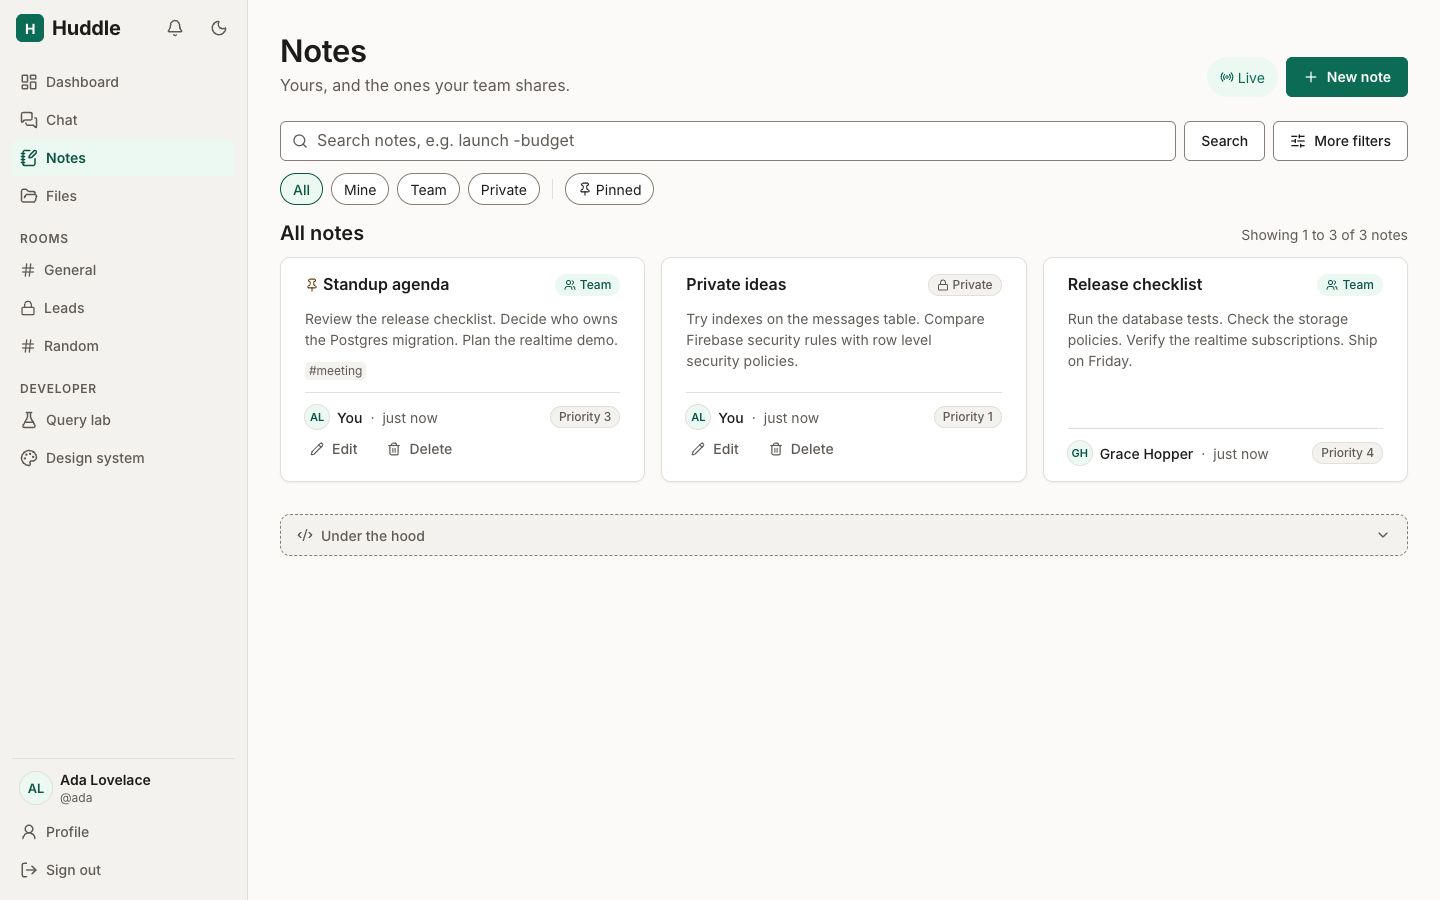 H Huddle
Dashboard
Chat
Notes
Files
ROOMS
# General
Leads
# Random
DEVELOPER
Query lab
Design system
AL Ada Lovelace
@ada
Profile
Sign out
Notes
Yours, and the ones your team shares.
Live
+ New note
Search notes, e.g. launch -budget
Search
More filters
All Mine Team Private Pinned
All notes
Showing 1 to 3 of 3 notes
Standup agenda
Team
Review the release checklist. Decide who owns
the Postgres migration. Plan the realtime demo.
#meeting
AL You · just now
Priority 3
Edit Delete
Private ideas
Private
Try indexes on the messages table. Compare
Firebase security rules with row level
security policies.
AL You · just now
Priority 1
Edit Delete
Release checklist
Team
Run the database tests. Check the storage
policies. Verify the realtime subscriptions. Ship
on Friday.
GH Grace Hopper · just now
Priority 4
</> Under the hood